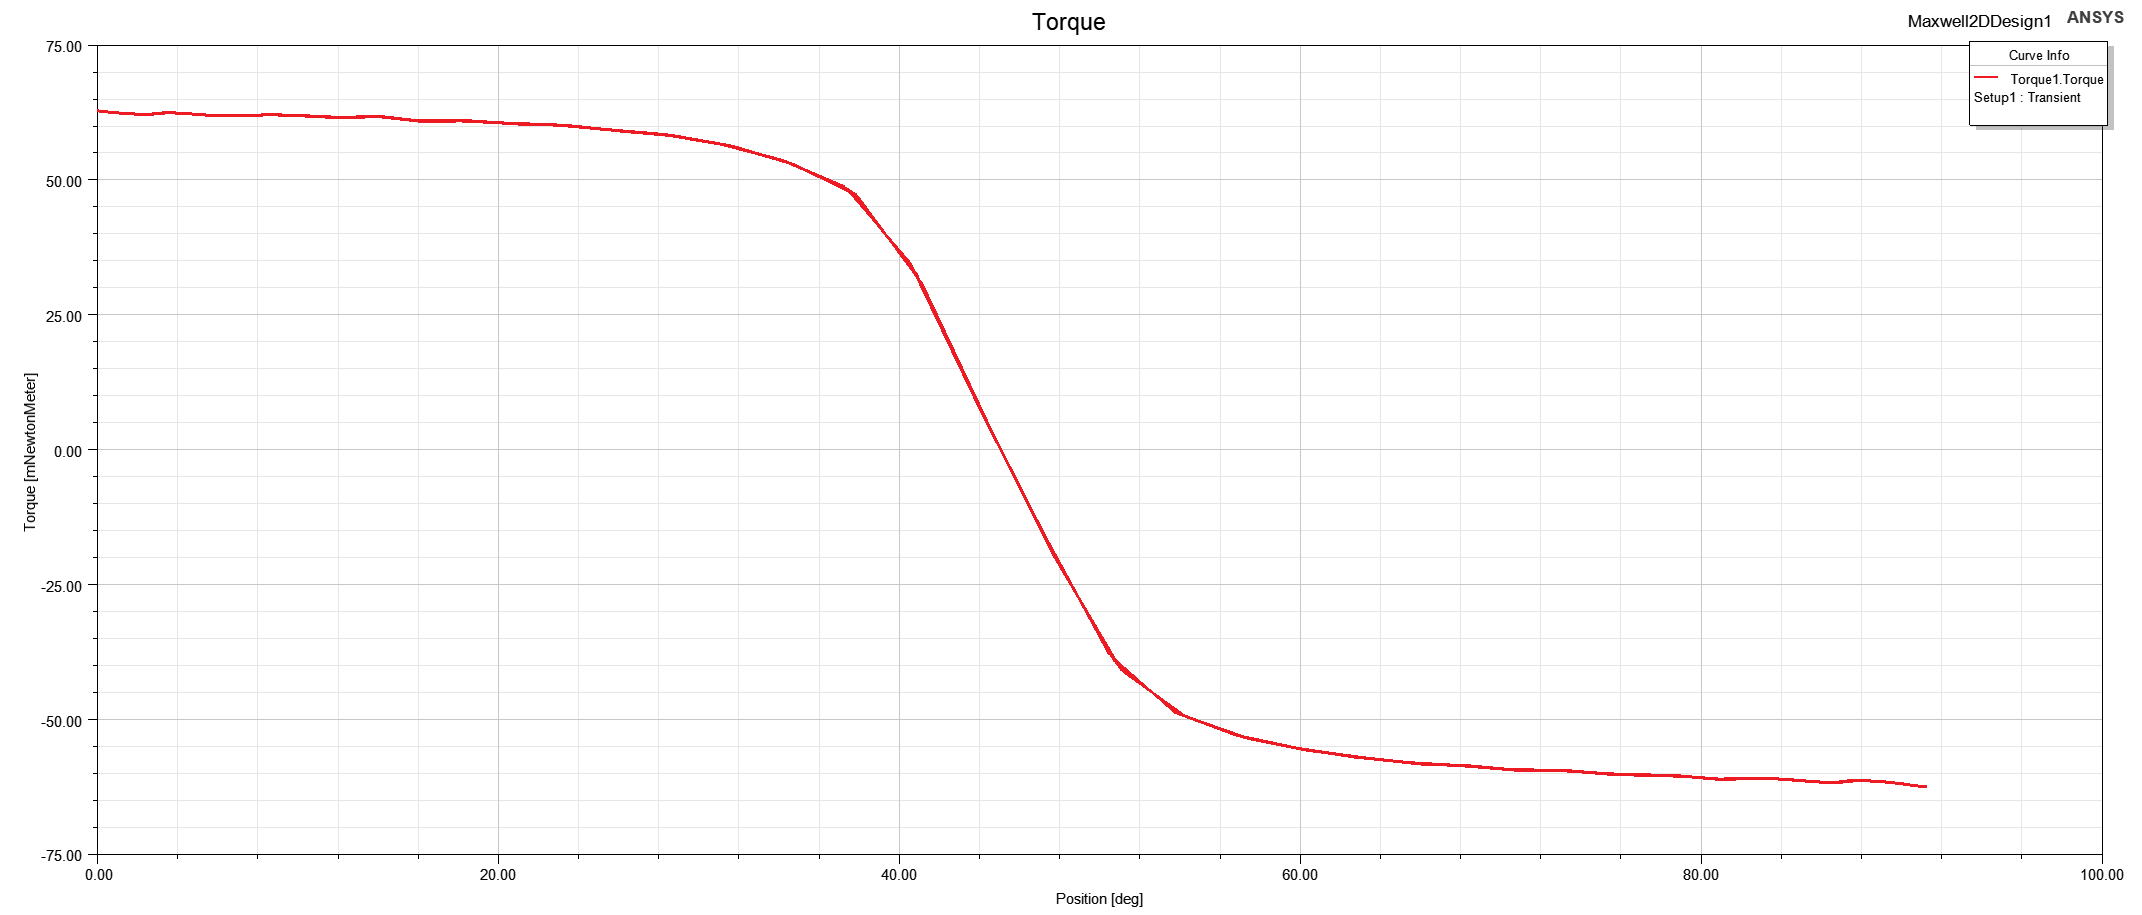 Torque
Maxwell2DDesign1
ANSYS
Curve Info
Torque1.Torque
Setup1 : Transient
75.00
50.00
25.00
0.00
-25.00
-50.00
-75.00
Torque [mNewtonMeter]
0.00
20.00
40.00
60.00
80.00
100.00
Position [deg]